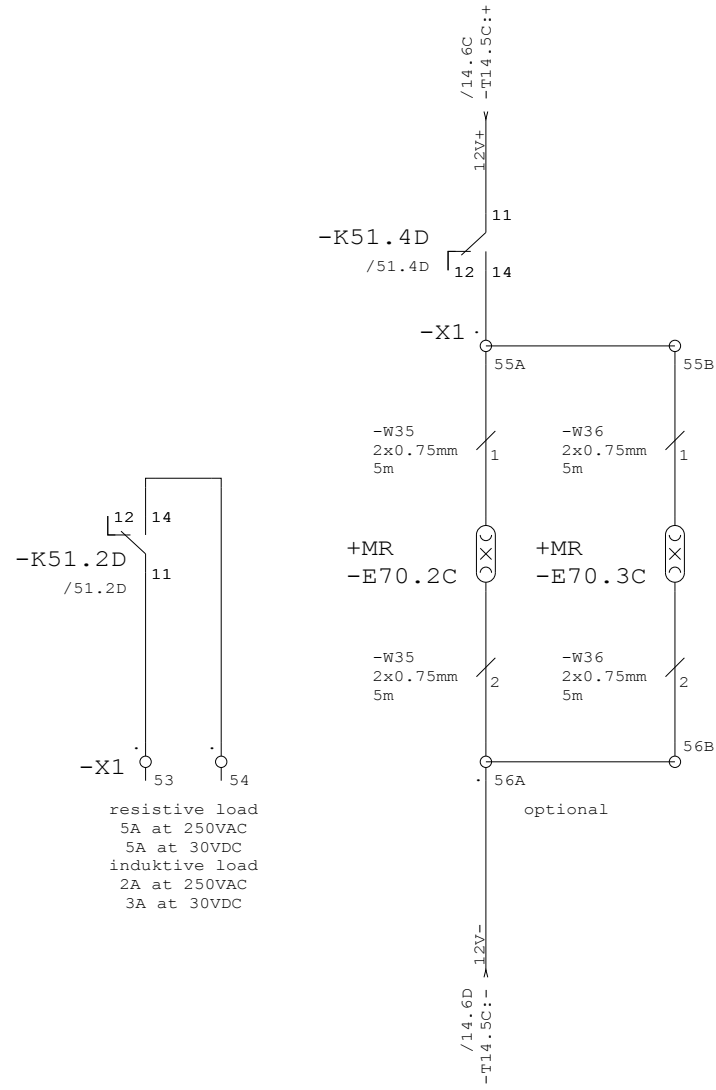 /14.6C
-T14.5C:+
12V+
11
-K51.4D
/51.4D
12
14
-X1
55A
55B
-W35
2x0.75mm
5m
1
-W36
2x0.75mm
5m
1
12
14
-K51.2D
/51.2D
11
+MR
-E70.2C
+MR
-E70.3C
-W35
2x0.75mm
5m
2
-W36
2x0.75mm
5m
2
-X1
53
54
56A
56B
resistive load
5A at 250VAC
5A at 30VDC
induktive load
2A at 250VAC
3A at 30VDC
optional
12V-
/14.6D
-T14.5C:-